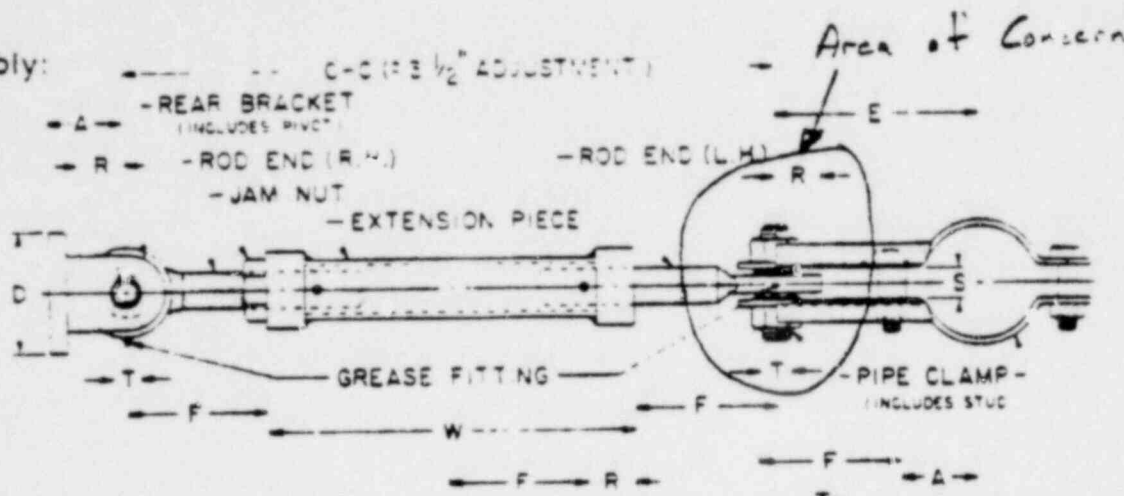 Area of Concern
bly:
C-C (± 3 1/2" ADJUSTMENT)
-REAR BRACKET
(INCLUDES PIVOT)
A
E
R
-ROD END (R.H.)
-ROD END (L.H.)
R
-JAM NUT
-EXTENSION PIECE
D
S
T
GREASE FITTING
T
-PIPE CLAMP-
(INCLUDES STUD
F
F
W
F
A
F
R